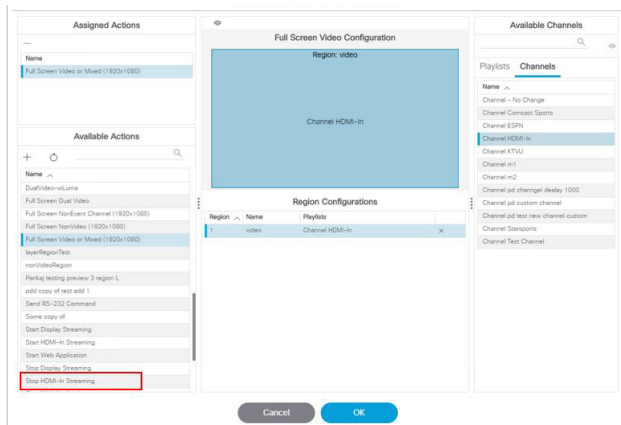 Assigned Actions
Name
Full Screen Video or Mixed (1920x1080)
Available Actions
Name
DualVideo-wLuma
Full Screen Dual Video
Full Screen NonEvent Channel (1920x1080)
Full Screen NonVideo (1920x1080)
Full Screen Video or Mixed (1920x1080)
layerRegionTest
nonVideoRegion
Pankaj testing preview 3 region L
pdd copy of test add 1
Send RS-232 Command
Some copy of
Start Display Streaming
Start HDMI-In Streaming
Start Web Application
Stop Display Streaming
Stop HDMI-In Streaming
Full Screen Video Configuration
Region: video
Channel HDMI-In
Region Configurations
Region Name Playlists
1 video Channel HDMI-In
Available Channels
Playlists Channels
Name
Channel - No Change
Channel Comcast Sports
Channel ESPN
Channel HDMI-In
Channel KTVU
Channel m1
Channel m2
Channel pd channgel dealay 1000
Channel pd custom channel
Channel pd test new channel custom
Channel Starsports
Channel Test Channel
Cancel OK